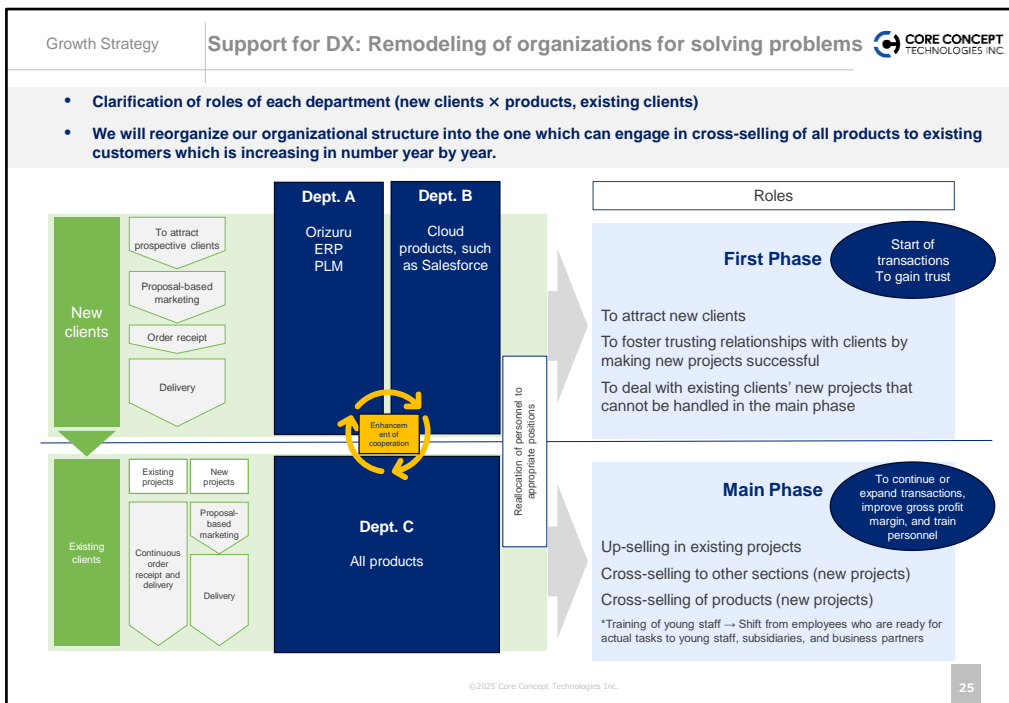 Growth Strategy
Support for DX: Remodeling of organizations for solving problems
CORE CONCEPT
TECHNOLOGIES INC.
• Clarification of roles of each department (new clients × products, existing clients)
• We will reorganize our organizational structure into the one which can engage in cross-selling of all products to existing
customers which is increasing in number year by year.
New
clients
To attract
prospective clients
Proposal-based
marketing
Order receipt
Delivery
Dept. A
Orizuru
ERP
PLM
Dept. B
Cloud
products, such
as Salesforce
Enhancem
ent of
cooperation
Reallocation of personnel to
appropriate positions
Existing
clients
Existing
projects
New
projects
Continuous
order
receipt and
delivery
Proposal-
based
marketing
Delivery
Dept. C
All products
Roles
First Phase
Start of
transactions
To gain trust
To attract new clients
To foster trusting relationships with clients by
making new projects successful
To deal with existing clients' new projects that
cannot be handled in the main phase
Main Phase
To continue or
expand transactions,
improve gross profit
margin, and train
personnel
Up-selling in existing projects
Cross-selling to other sections (new projects)
Cross-selling of products (new projects)
*Training of young staff → Shift from employees who are ready for
actual tasks to young staff, subsidiaries, and business partners
©2025 Core Concept Technologies Inc.
25